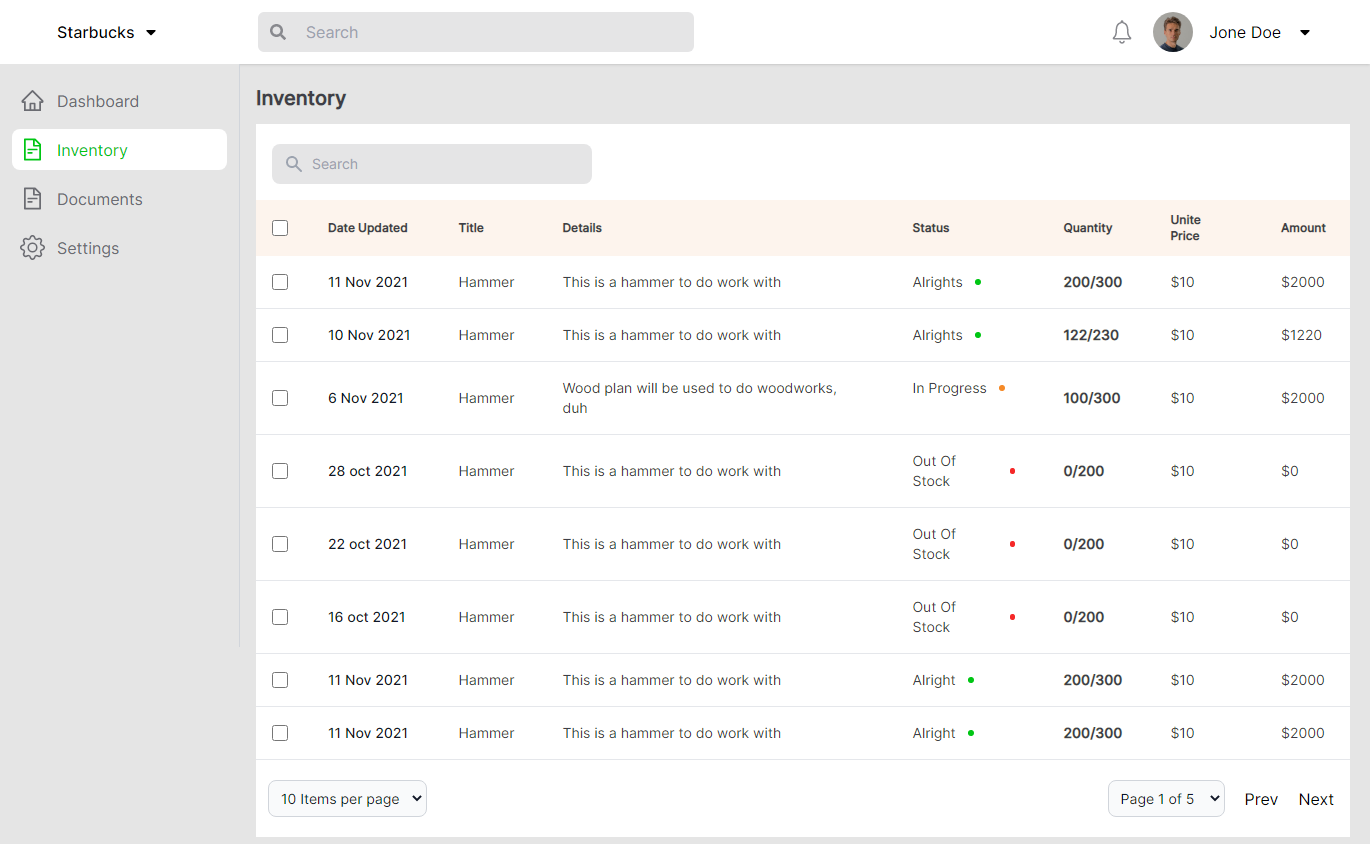 Starbucks
Search
Jone Doe
Dashboard
Inventory
Documents
Settings
Inventory
Search
Date Updated Title Details Status Quantity Unite Price Amount
11 Nov 2021 Hammer This is a hammer to do work with Alrights 200/300 $10 $2000
10 Nov 2021 Hammer This is a hammer to do work with Alrights 122/230 $10 $1220
6 Nov 2021 Hammer Wood plan will be used to do woodworks, duh In Progress 100/300 $10 $2000
28 oct 2021 Hammer This is a hammer to do work with Out Of Stock 0/200 $10 $0
22 oct 2021 Hammer This is a hammer to do work with Out Of Stock 0/200 $10 $0
16 oct 2021 Hammer This is a hammer to do work with Out Of Stock 0/200 $10 $0
11 Nov 2021 Hammer This is a hammer to do work with Alright 200/300 $10 $2000
11 Nov 2021 Hammer This is a hammer to do work with Alright 200/300 $10 $2000
10 Items per page Page 1 of 5 Prev Next